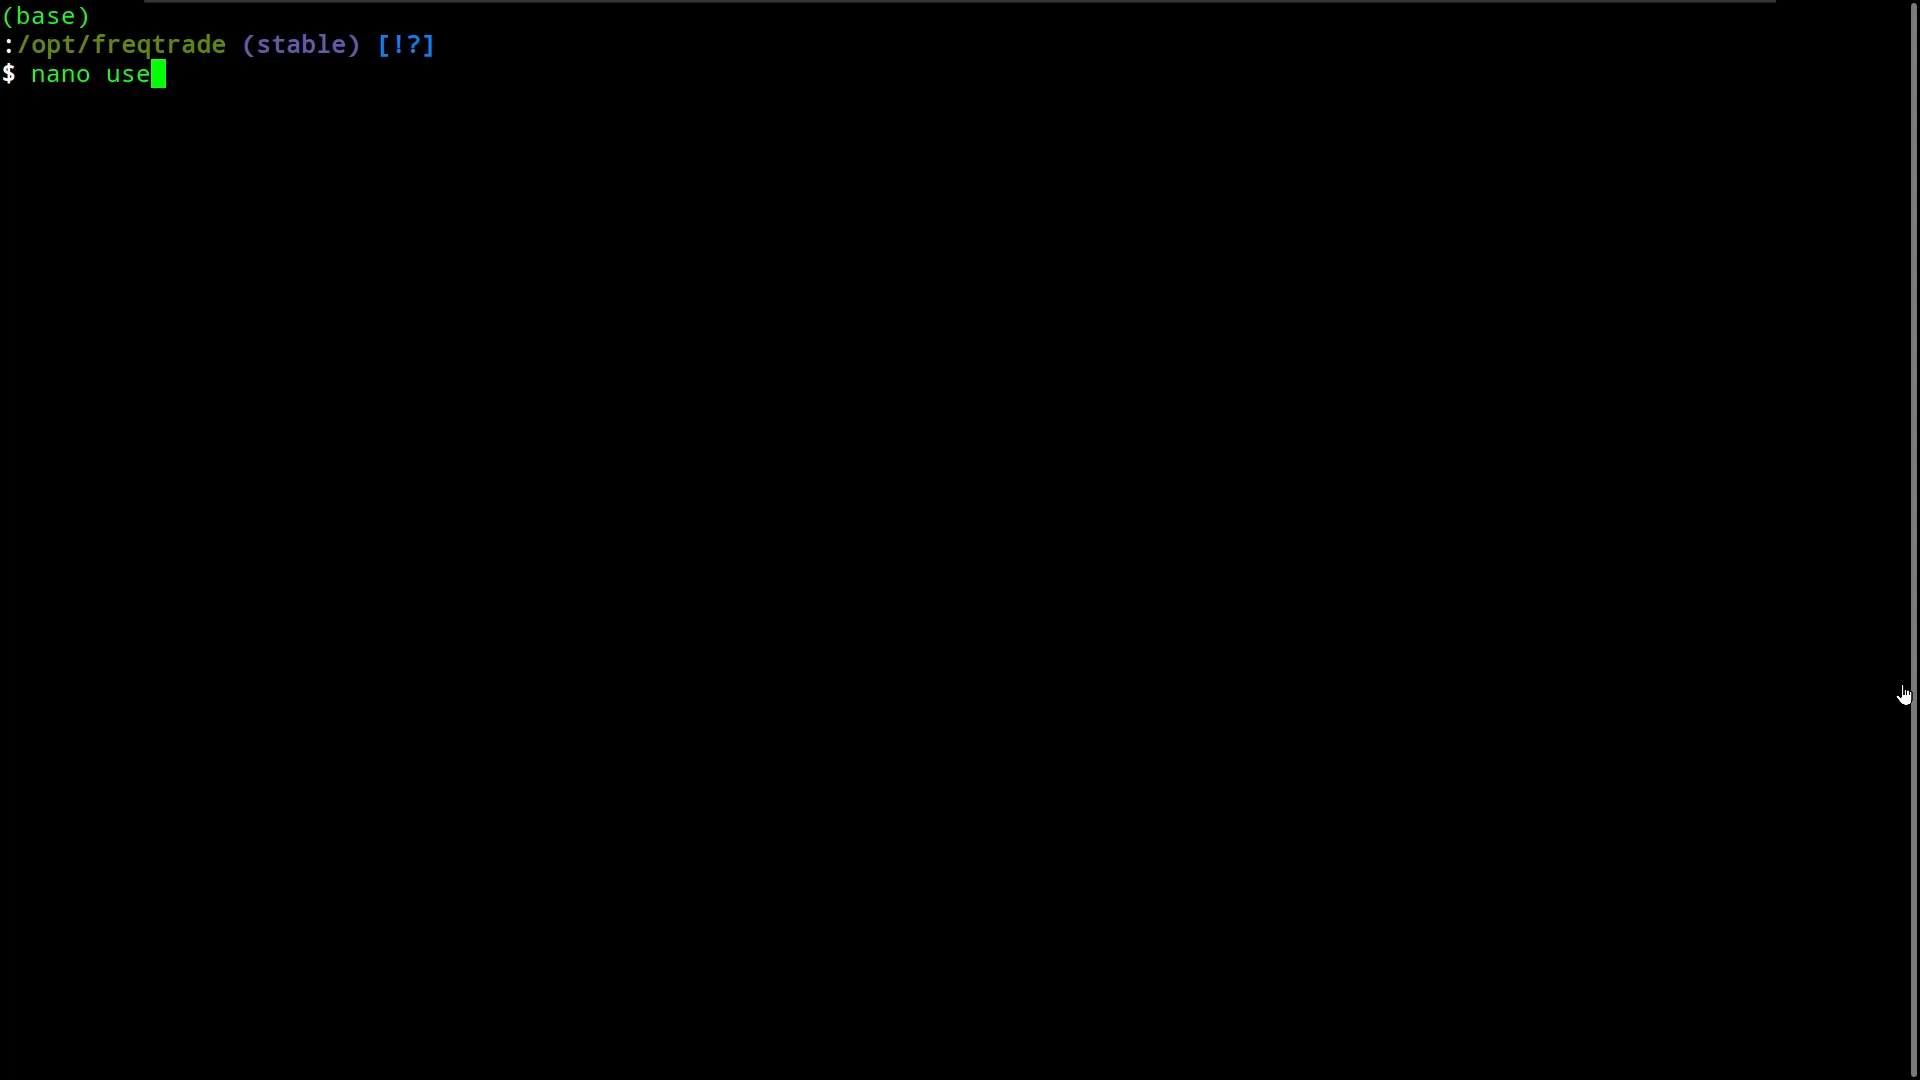 (base)
:/opt/freqtrade (stable) [!?]
$ nano use